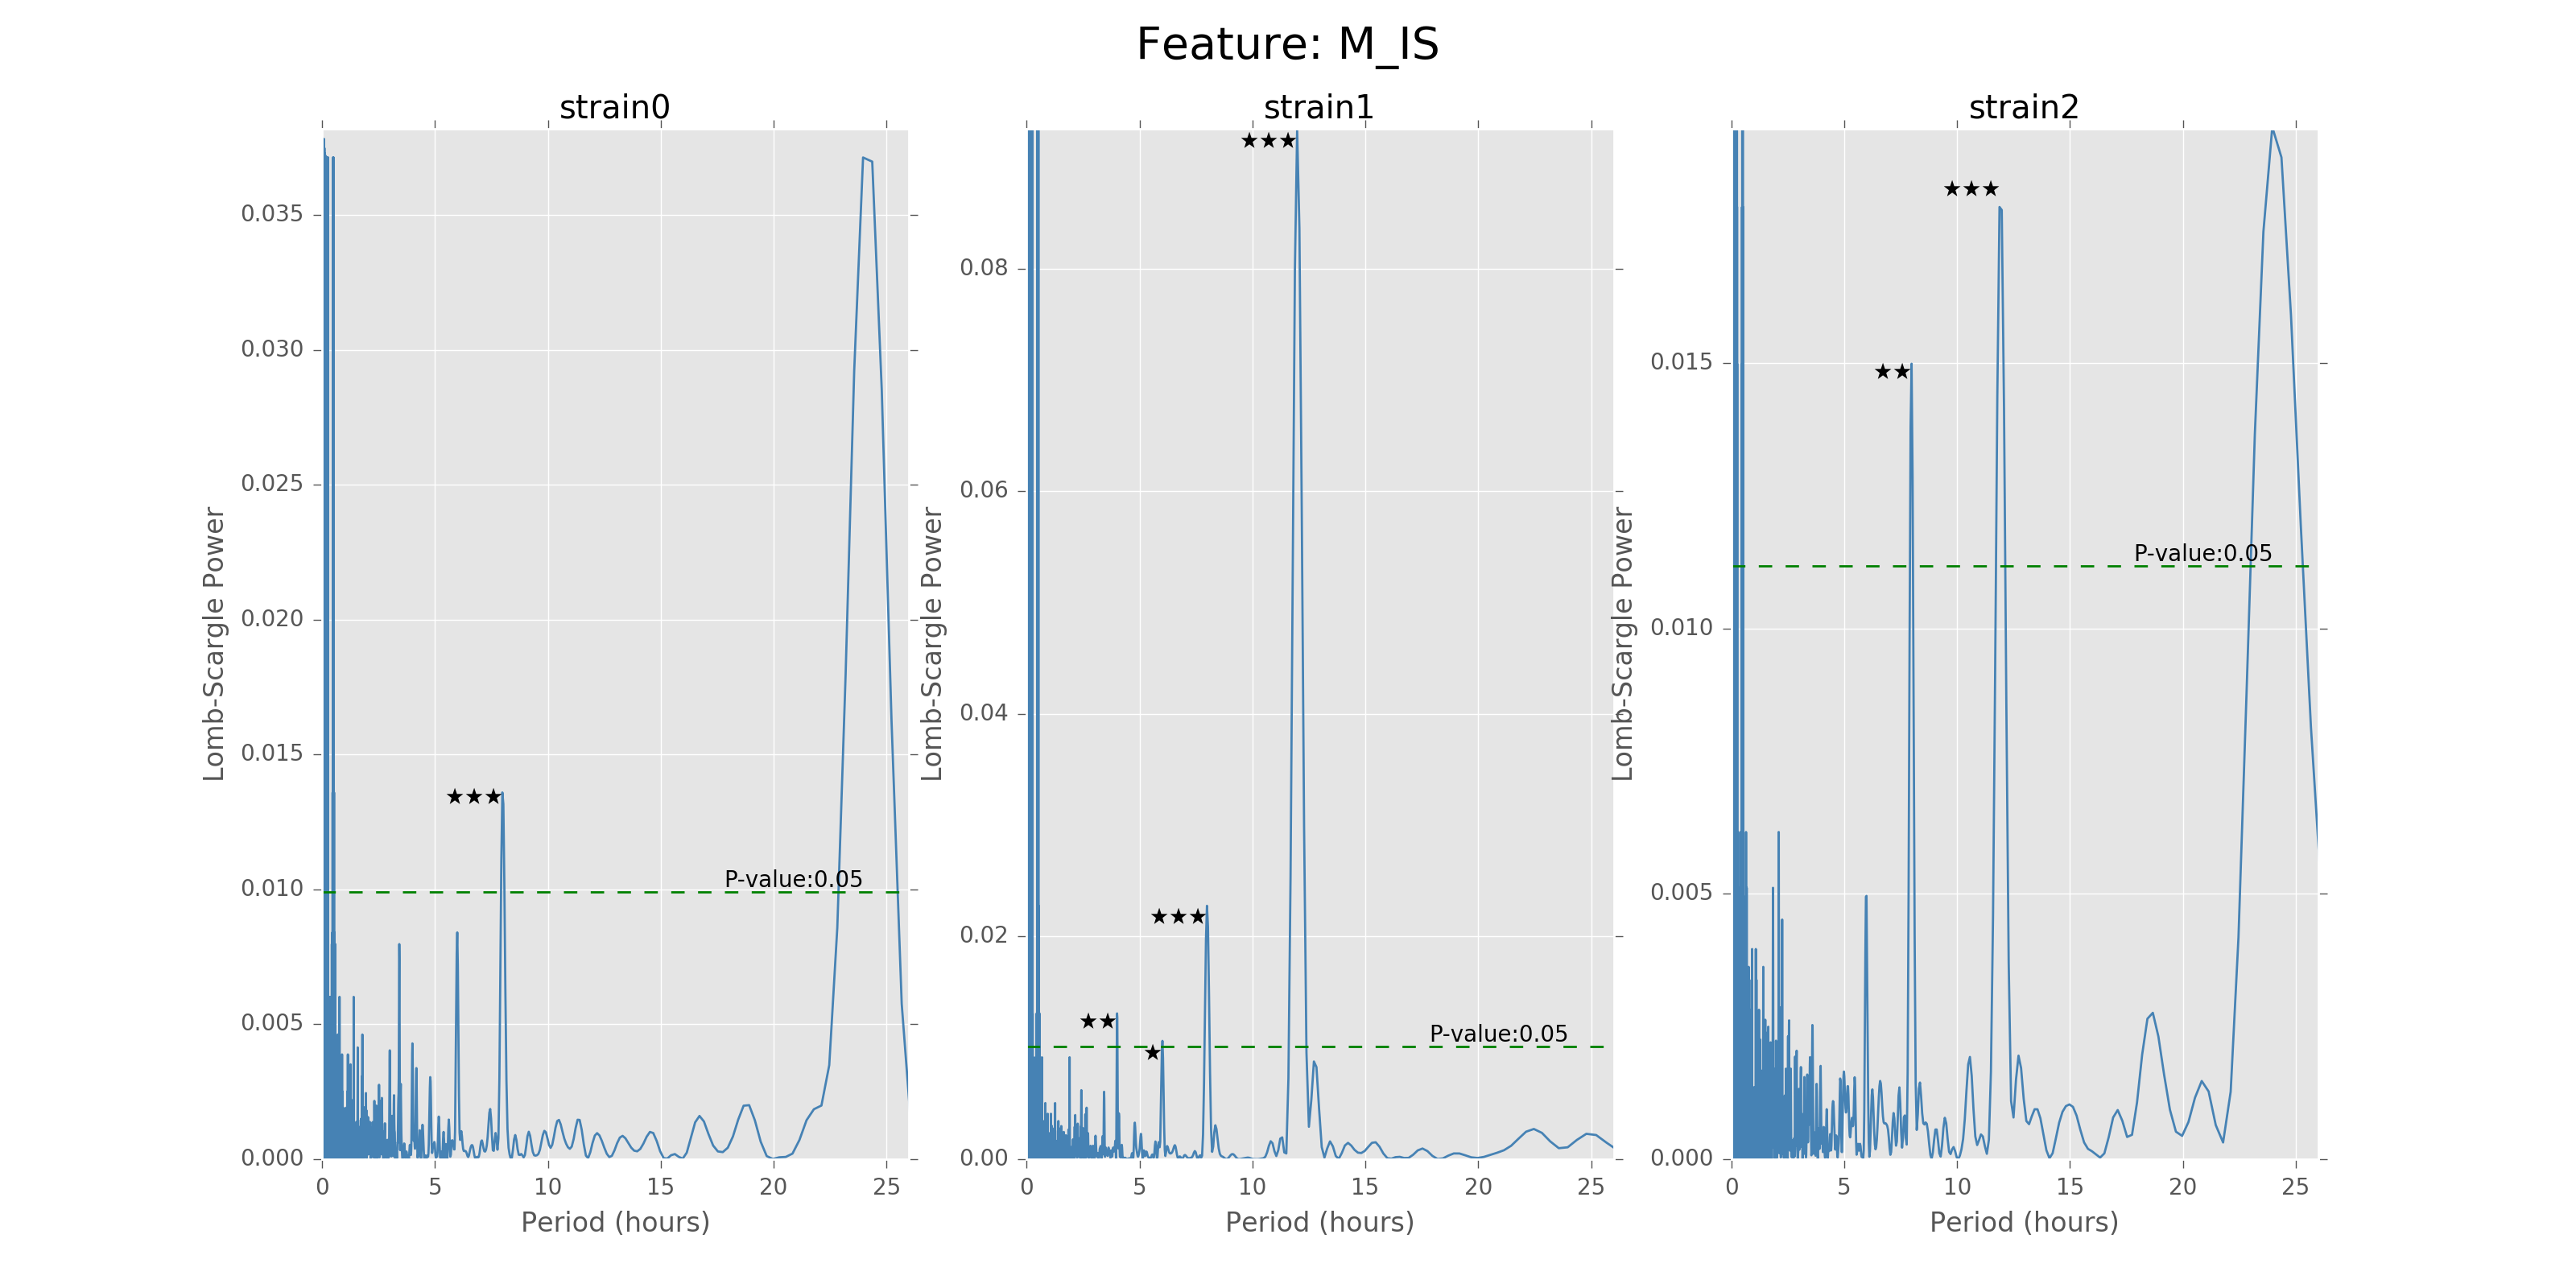 Feature: M_IS
strain0
0.035
0.030
0.025
0.020
0.015
0.010
0.005
0.000
Lomb-Scargle Power
★★★
P-value:0.05
0 5 10 15 20 25
Period (hours)
strain1
0.08
0.06
0.04
0.02
0.00
Lomb-Scargle Power
★★★
★★★
★★
★
P-value:0.05
0 5 10 15 20 25
Period (hours)
strain2
0.015
0.010
0.005
0.000
Lomb-Scargle Power
★★★
★★
P-value:0.05
0 5 10 15 20 25
Period (hours)